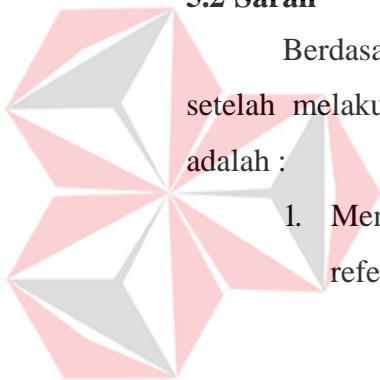 5.2 Saran
Berdasa
setelah melaku
adalah :
1. Men
refe